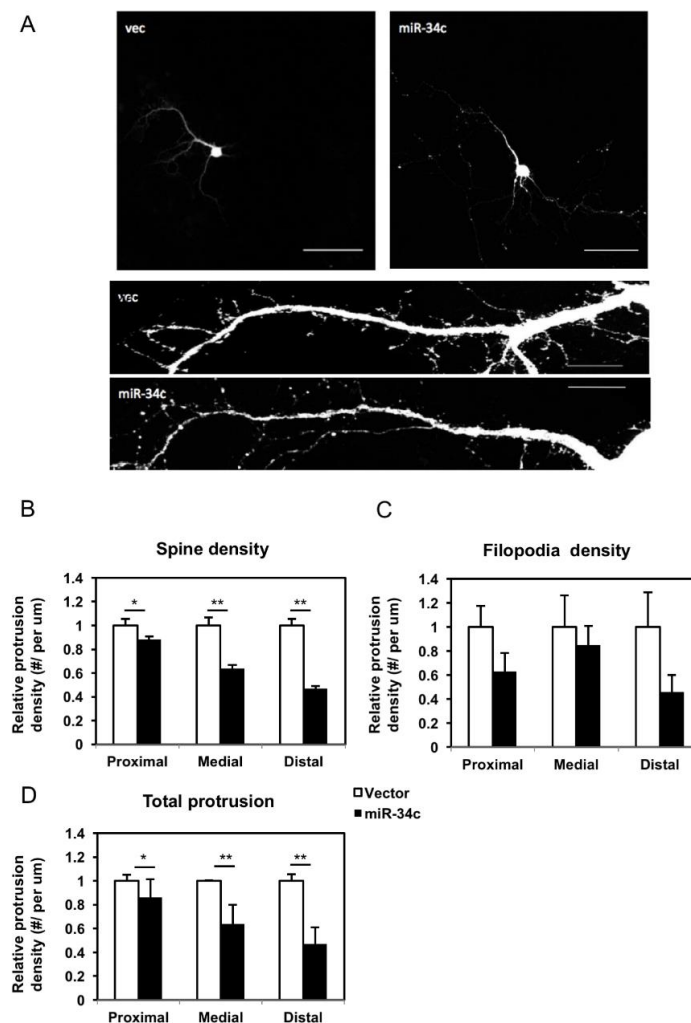 A
vec
miR-34c
vec
miR-34c
B
Spine density
Relative protrusion
density (#/ per um)
1.4
1.2
1
0.8
0.6
0.4
0.2
0
*
**
**
Proximal
Medial
Distal
C
Filopodia density
Relative protrusion
density (#/ per um)
1.4
1.2
1
0.8
0.6
0.4
0.2
0
Proximal
Medial
Distal
D
Total protrusion
Relative protrusion
density (#/ per um)
1.4
1.2
1
0.8
0.6
0.4
0.2
0
*
**
**
Proximal
Medial
Distal
Vector
miR-34c